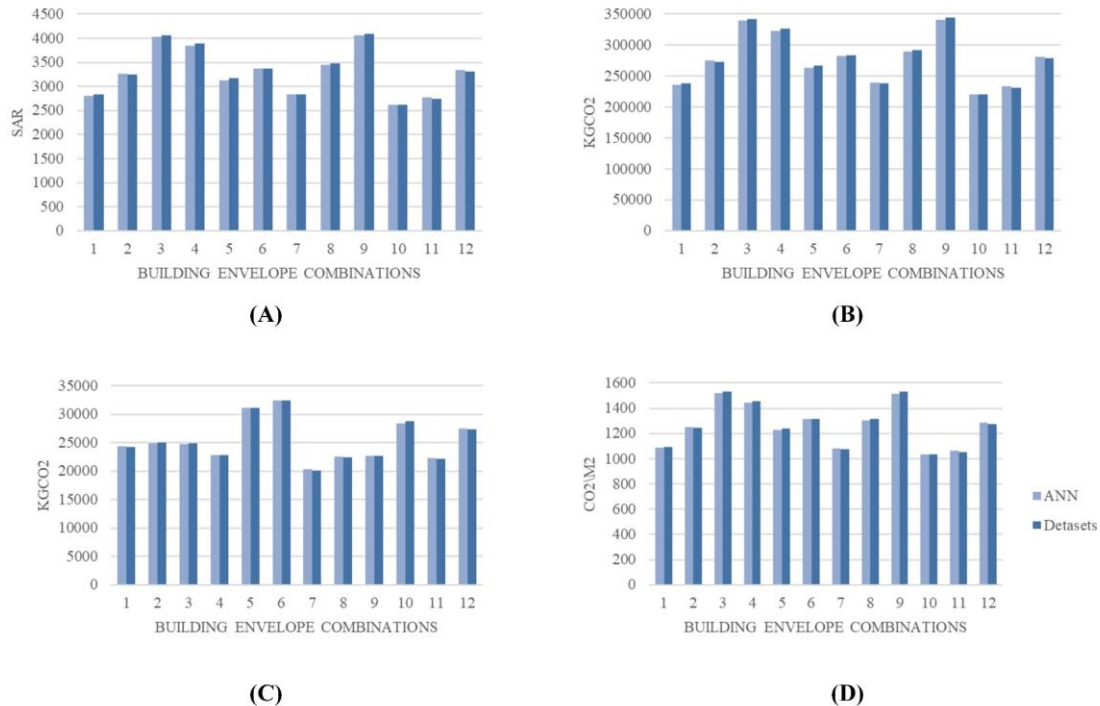 4500
4000
3500
3000
2500
2000
1500
1000
500
0
SAR
1 2 3 4 5 6 7 8 9 10 11 12
BUILDING ENVELOPE COMBINATIONS
(A)
350000
300000
250000
200000
150000
100000
50000
0
KGCO2
1 2 3 4 5 6 7 8 9 10 11 12
BUILDING ENVELOPE COMBINATIONS
(B)
35000
30000
25000
20000
15000
10000
5000
0
KGCO2
1 2 3 4 5 6 7 8 9 10 11 12
BUILDING ENVELOPE COMBINATIONS
(C)
1600
1400
1200
1000
800
600
400
200
0
CO2\M2
1 2 3 4 5 6 7 8 9 10 11 12
BUILDING ENVELOPE COMBINATIONS
ANN
Detasets
(D)